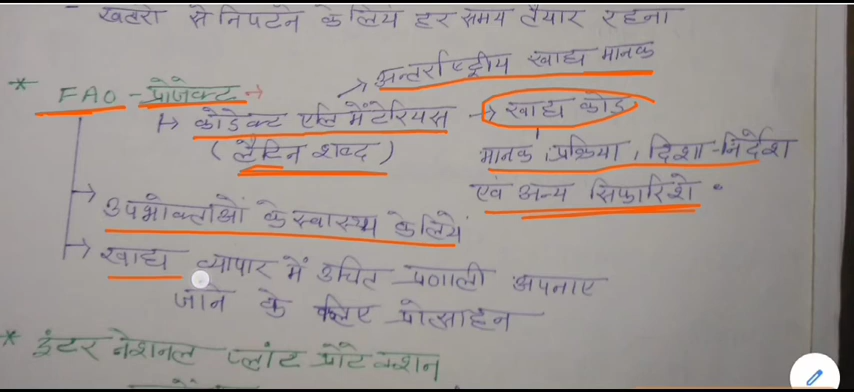 - खतरो से निपटने के लिये हर समय तैयार रहना
→ अन्तर्राष्ट्रीय खाद्य मानक
* FAO - प्रोजेक्ट →
→ कोडेक्ट एलिमेंटेरियस → खाद्य कोड
(लैटिन शब्द)
मानक, प्रक्रिया, दिशा-निर्देश
एवं अन्य सिफारिशे
→ उपभोक्ताओं के स्वास्थ्य के लिये
→ खाद्य व्यापार में उचित प्रणाली अपनाए
जाने के लिए प्रोत्साहन
* इंटर नेशनल प्लांट प्रोटेक्शन